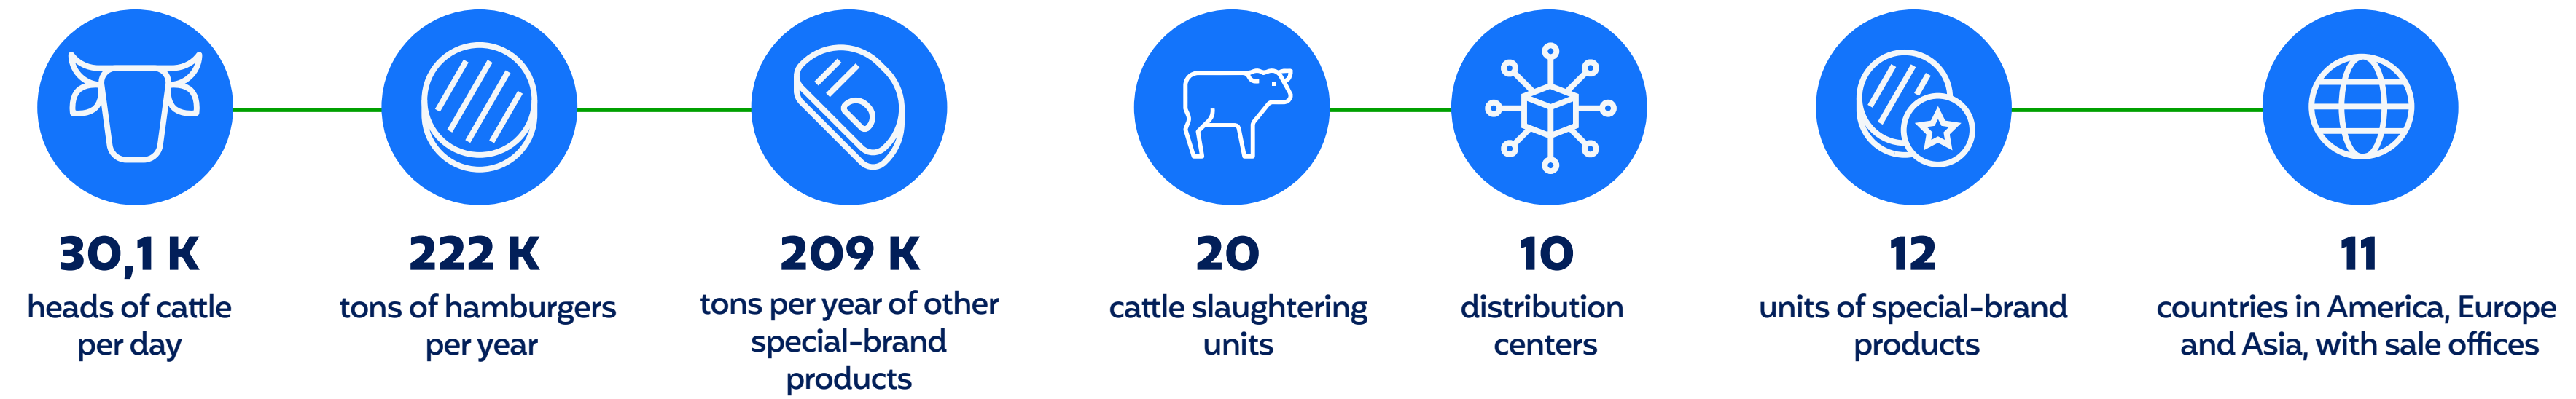 30,1 K
heads of cattle
per day
222 K
tons of hamburgers
per year
209 K
tons per year of other
special-brand
products
20
cattle slaughtering
units
10
distribution
centers
12
units of special-brand
products
11
countries in America, Europe
and Asia, with sale offices